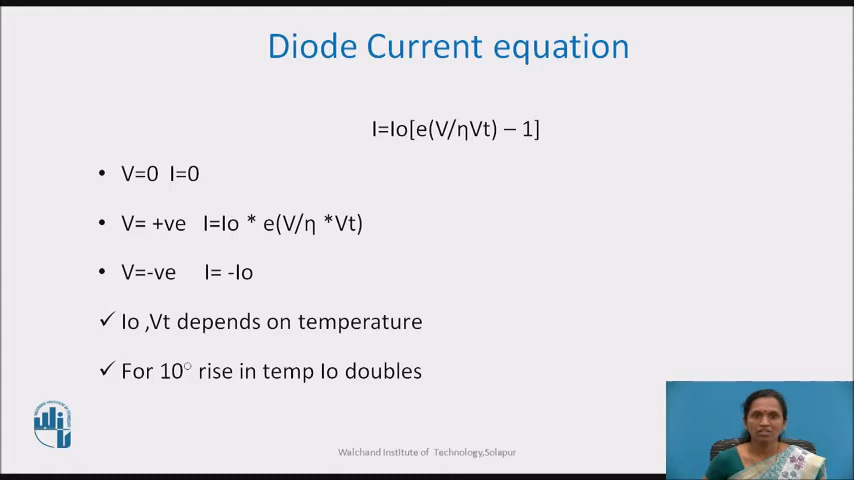 Diode Current equation
I=Io[e(V/ηVt) – 1]
• V=0 I=0
• V= +ve I=Io * e(V/η *Vt)
• V=-ve I= -Io
✓ Io ,Vt depends on temperature
✓ For 10° rise in temp Io doubles
Walchand Institute of Technology,Solapur